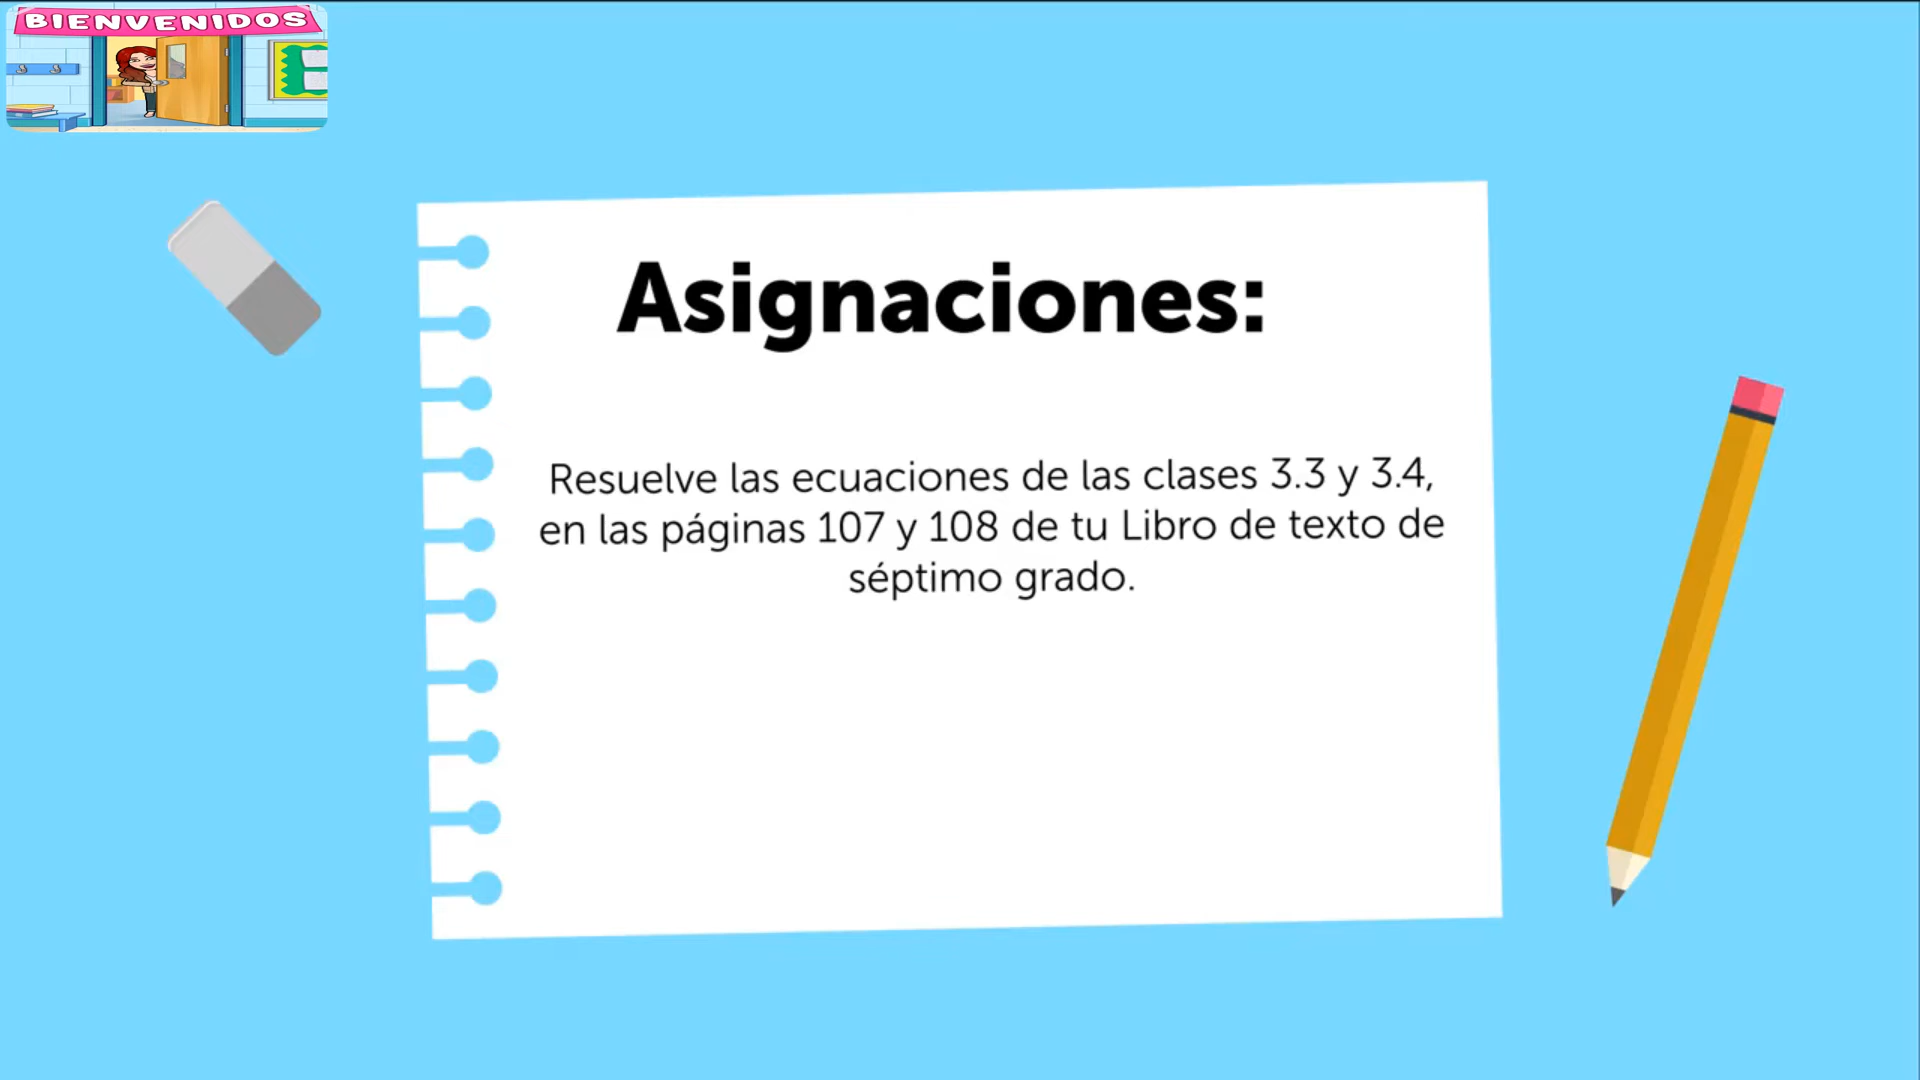 BIENVENIDOS
Asignaciones:
Resuelve las ecuaciones de las clases 3.3 y 3.4,
en las páginas 107 y 108 de tu Libro de texto de
séptimo grado.